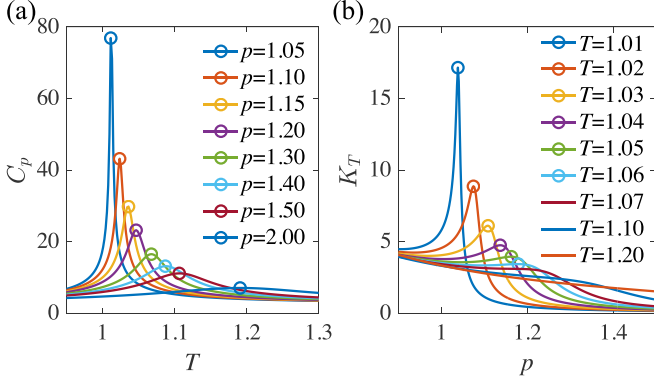 (a)
80
60
40
20
0
C_p
1
1.1
1.2
1.3
T
p=1.05
p=1.10
p=1.15
p=1.20
p=1.30
p=1.40
p=1.50
p=2.00
(b)
20
15
10
5
0
K_T
1
1.2
1.4
p
T=1.01
T=1.02
T=1.03
T=1.04
T=1.05
T=1.06
T=1.07
T=1.10
T=1.20